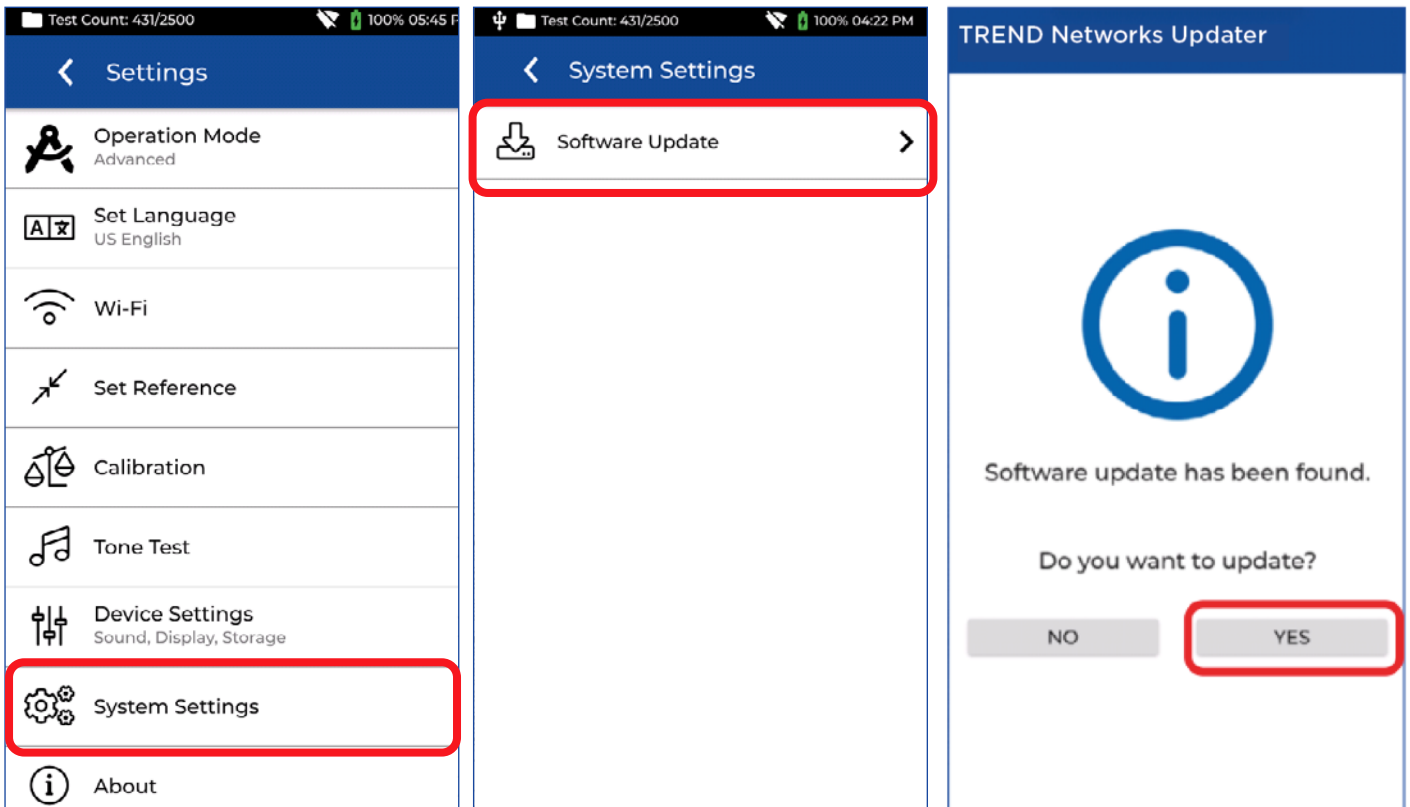 Test Count: 431/2500 100% 05:45 P
Settings
Operation Mode
Advanced
A 文
Set Language
US English
Wi-Fi
Set Reference
Calibration
Tone Test
Device Settings
Sound, Display, Storage
System Settings
About
Test Count: 431/2500 100% 04:22 PM
System Settings
Software Update
TREND Networks Updater
Software update has been found.
Do you want to update?
NO YES